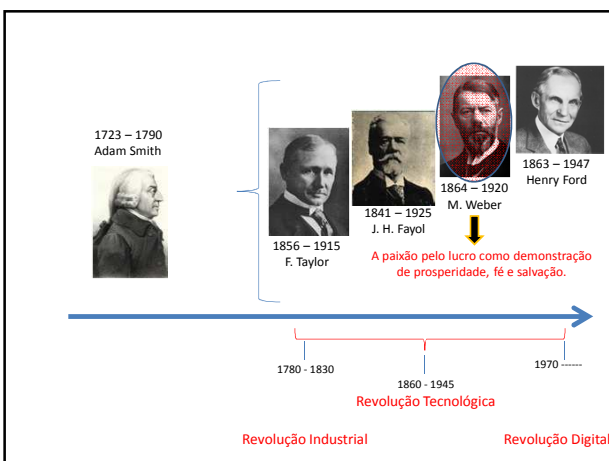 1723 – 1790
Adam Smith
1856 – 1915
F. Taylor
1841 – 1925
J. H. Fayol
1864 – 1920
M. Weber
1863 – 1947
Henry Ford
A paixão pelo lucro como demonstração
de prosperidade, fé e salvação.
1780 - 1830
1860 - 1945
1970 ------
Revolução Tecnológica
Revolução Industrial
Revolução Digital